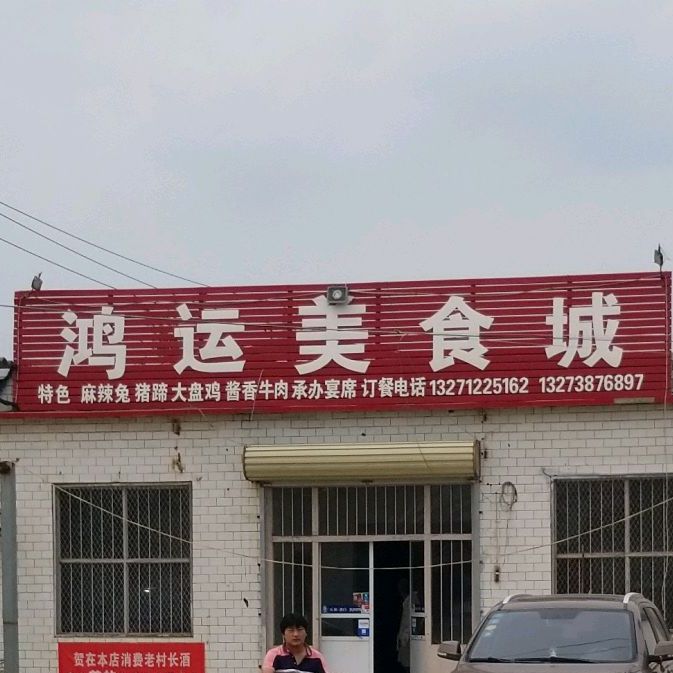 鸿运美食城
特色 麻辣兔 猪蹄 大盘鸡 酱香牛肉 承办宴席 订餐电话 13271225162 13273876897
贺在本店消费老村长酒